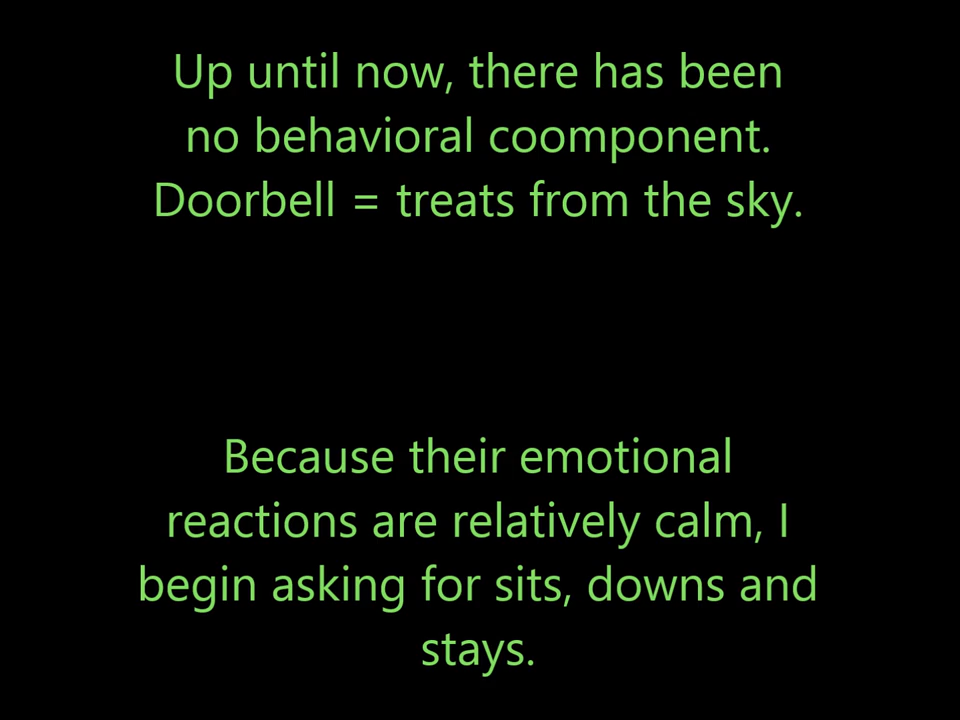 Up until now, there has been
no behavioral coomponent.
Doorbell = treats from the sky.
Because their emotional
reactions are relatively calm, I
begin asking for sits, downs and
stays.